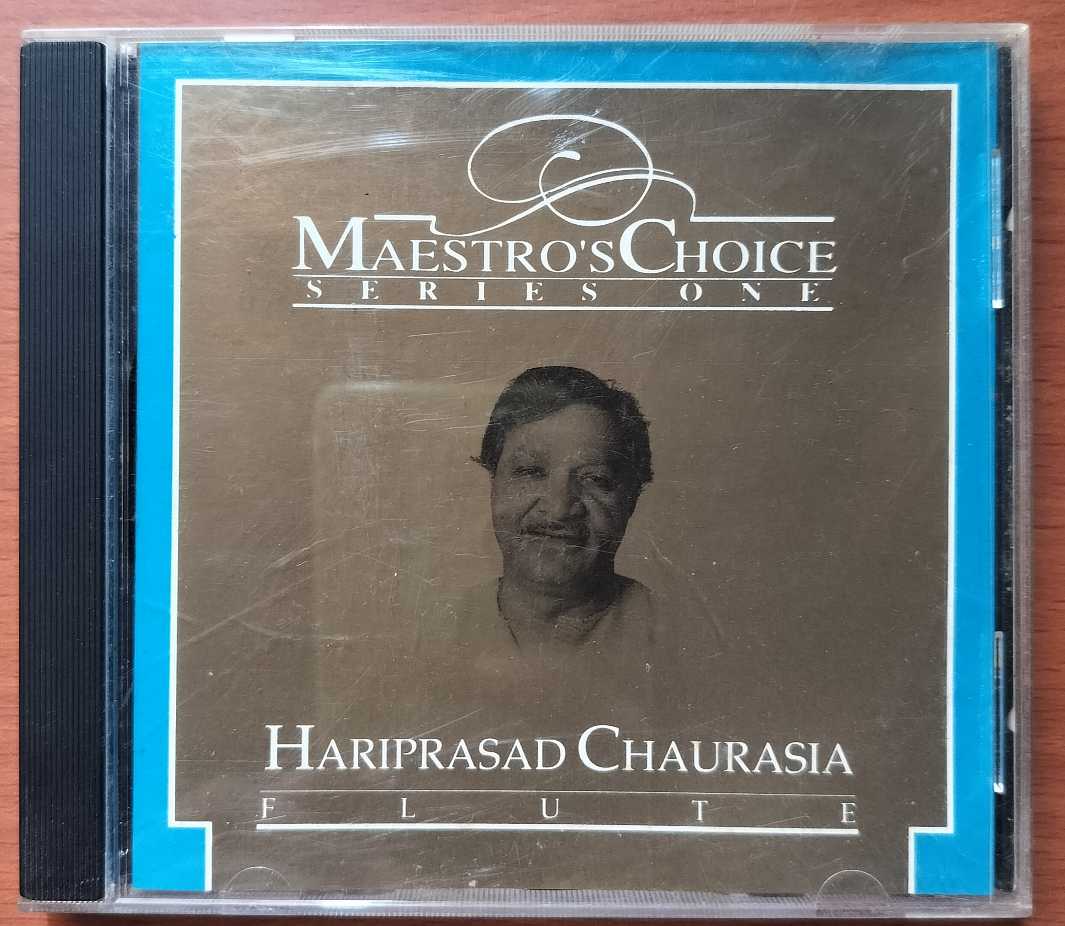 MAESTRO'S CHOICE
SERIES ONE
HARIPRASAD CHAURASIA
FLUTE